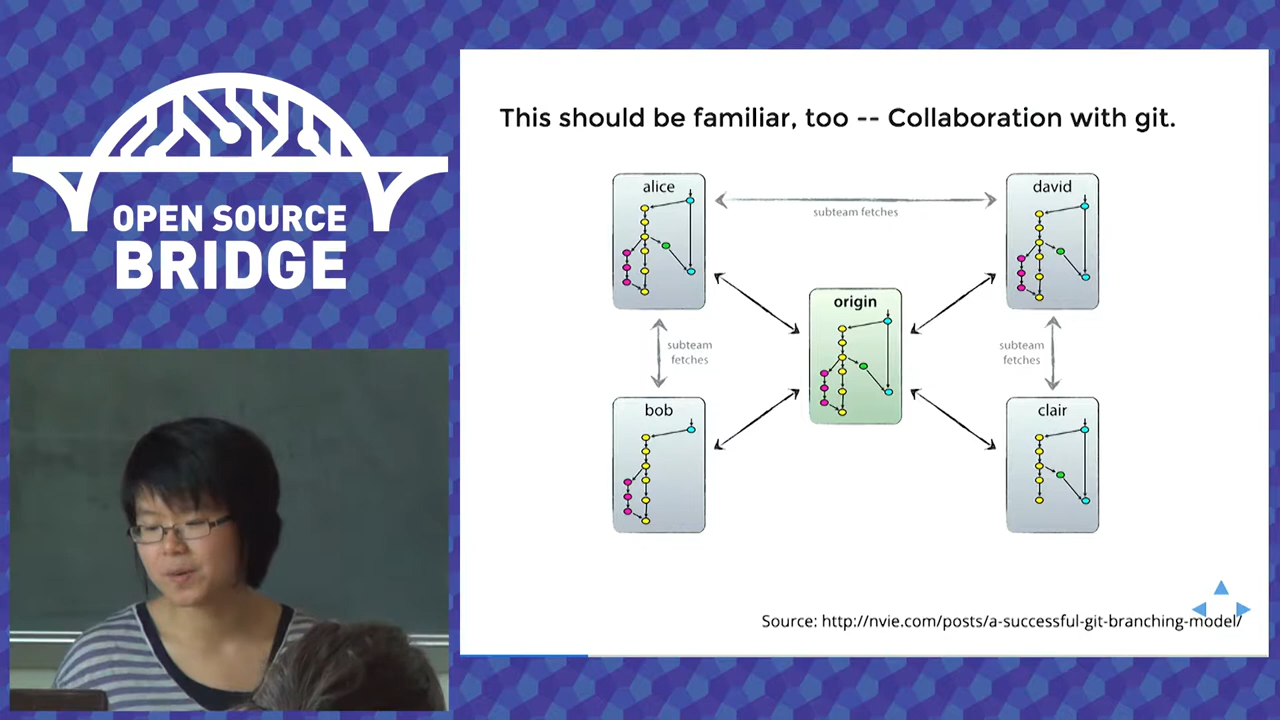 OPEN SOURCE
BRIDGE
This should be familiar, too -- Collaboration with git.
alice
david
subteam fetches
origin
subteam
fetches
subteam
fetches
bob
clair
Source: http://nvie.com/posts/a-successful-git-branching-model/